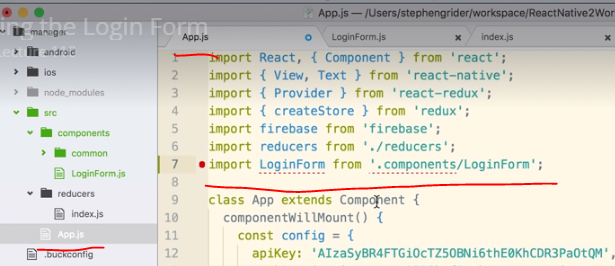 App.js — /Users/stephengrider/workspace/ReactNative2Wor
ing the Login Form
manager
App.js
LoginForm.js
index.js
android
ios
node_modules
src
components
common
LoginForm.js
reducers
index.js
App.js
.buckconfig
1 import React, { Component } from 'react';
2 import { View, Text } from 'react-native';
3 import { Provider } from 'react-redux';
4 import { createStore } from 'redux';
5 import firebase from 'firebase';
6 import reducers from './reducers';
7 import LoginForm from '.components/LoginForm';
8
9 class App extends Component {
10 componentWillMount() {
11 const config = {
12 apiKey: 'AIzaSyBR4FTGiOcTZ5OBNi6thE0KhCDR3PaOtQM',